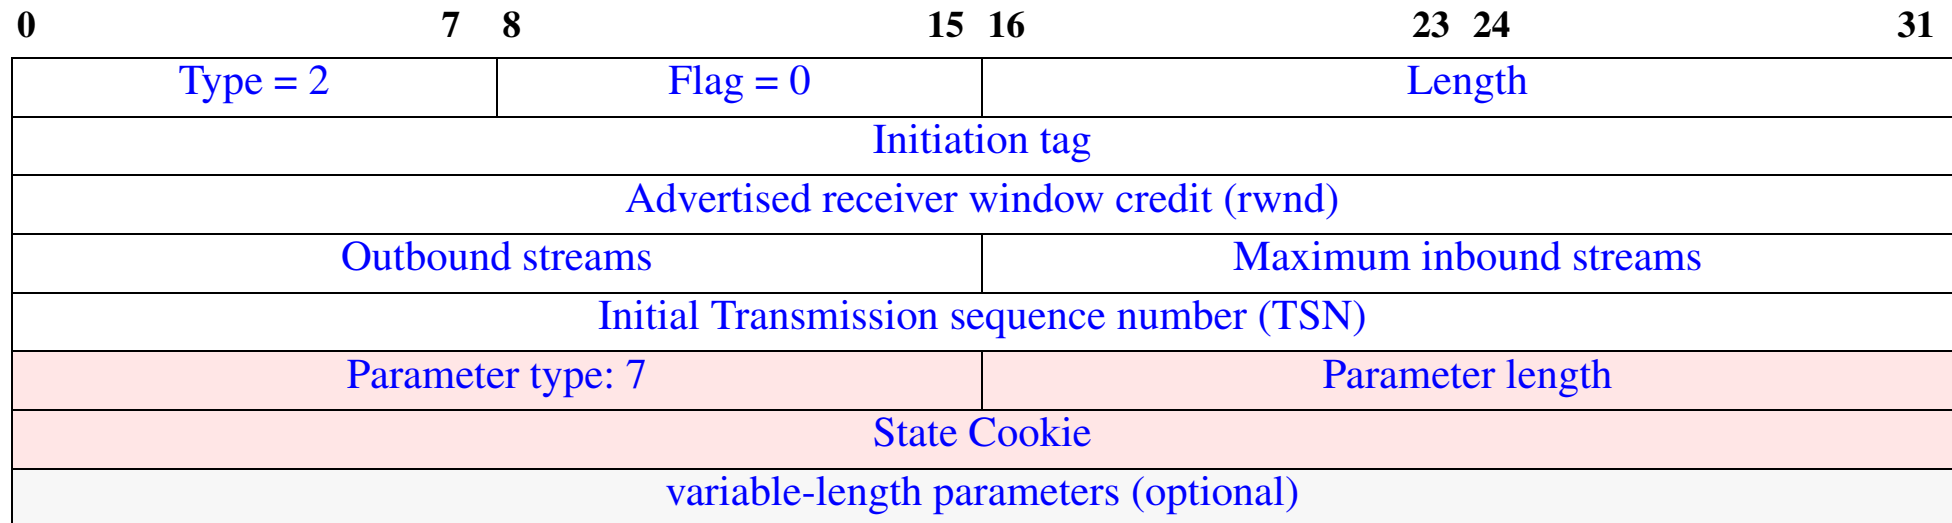 0 7 8 15 16 23 24 31
Type = 2 Flag = 0 Length
Initiation tag
Advertised receiver window credit (rwnd)
Outbound streams Maximum inbound streams
Initial Transmission sequence number (TSN)
Parameter type: 7 Parameter length
State Cookie
variable-length parameters (optional)